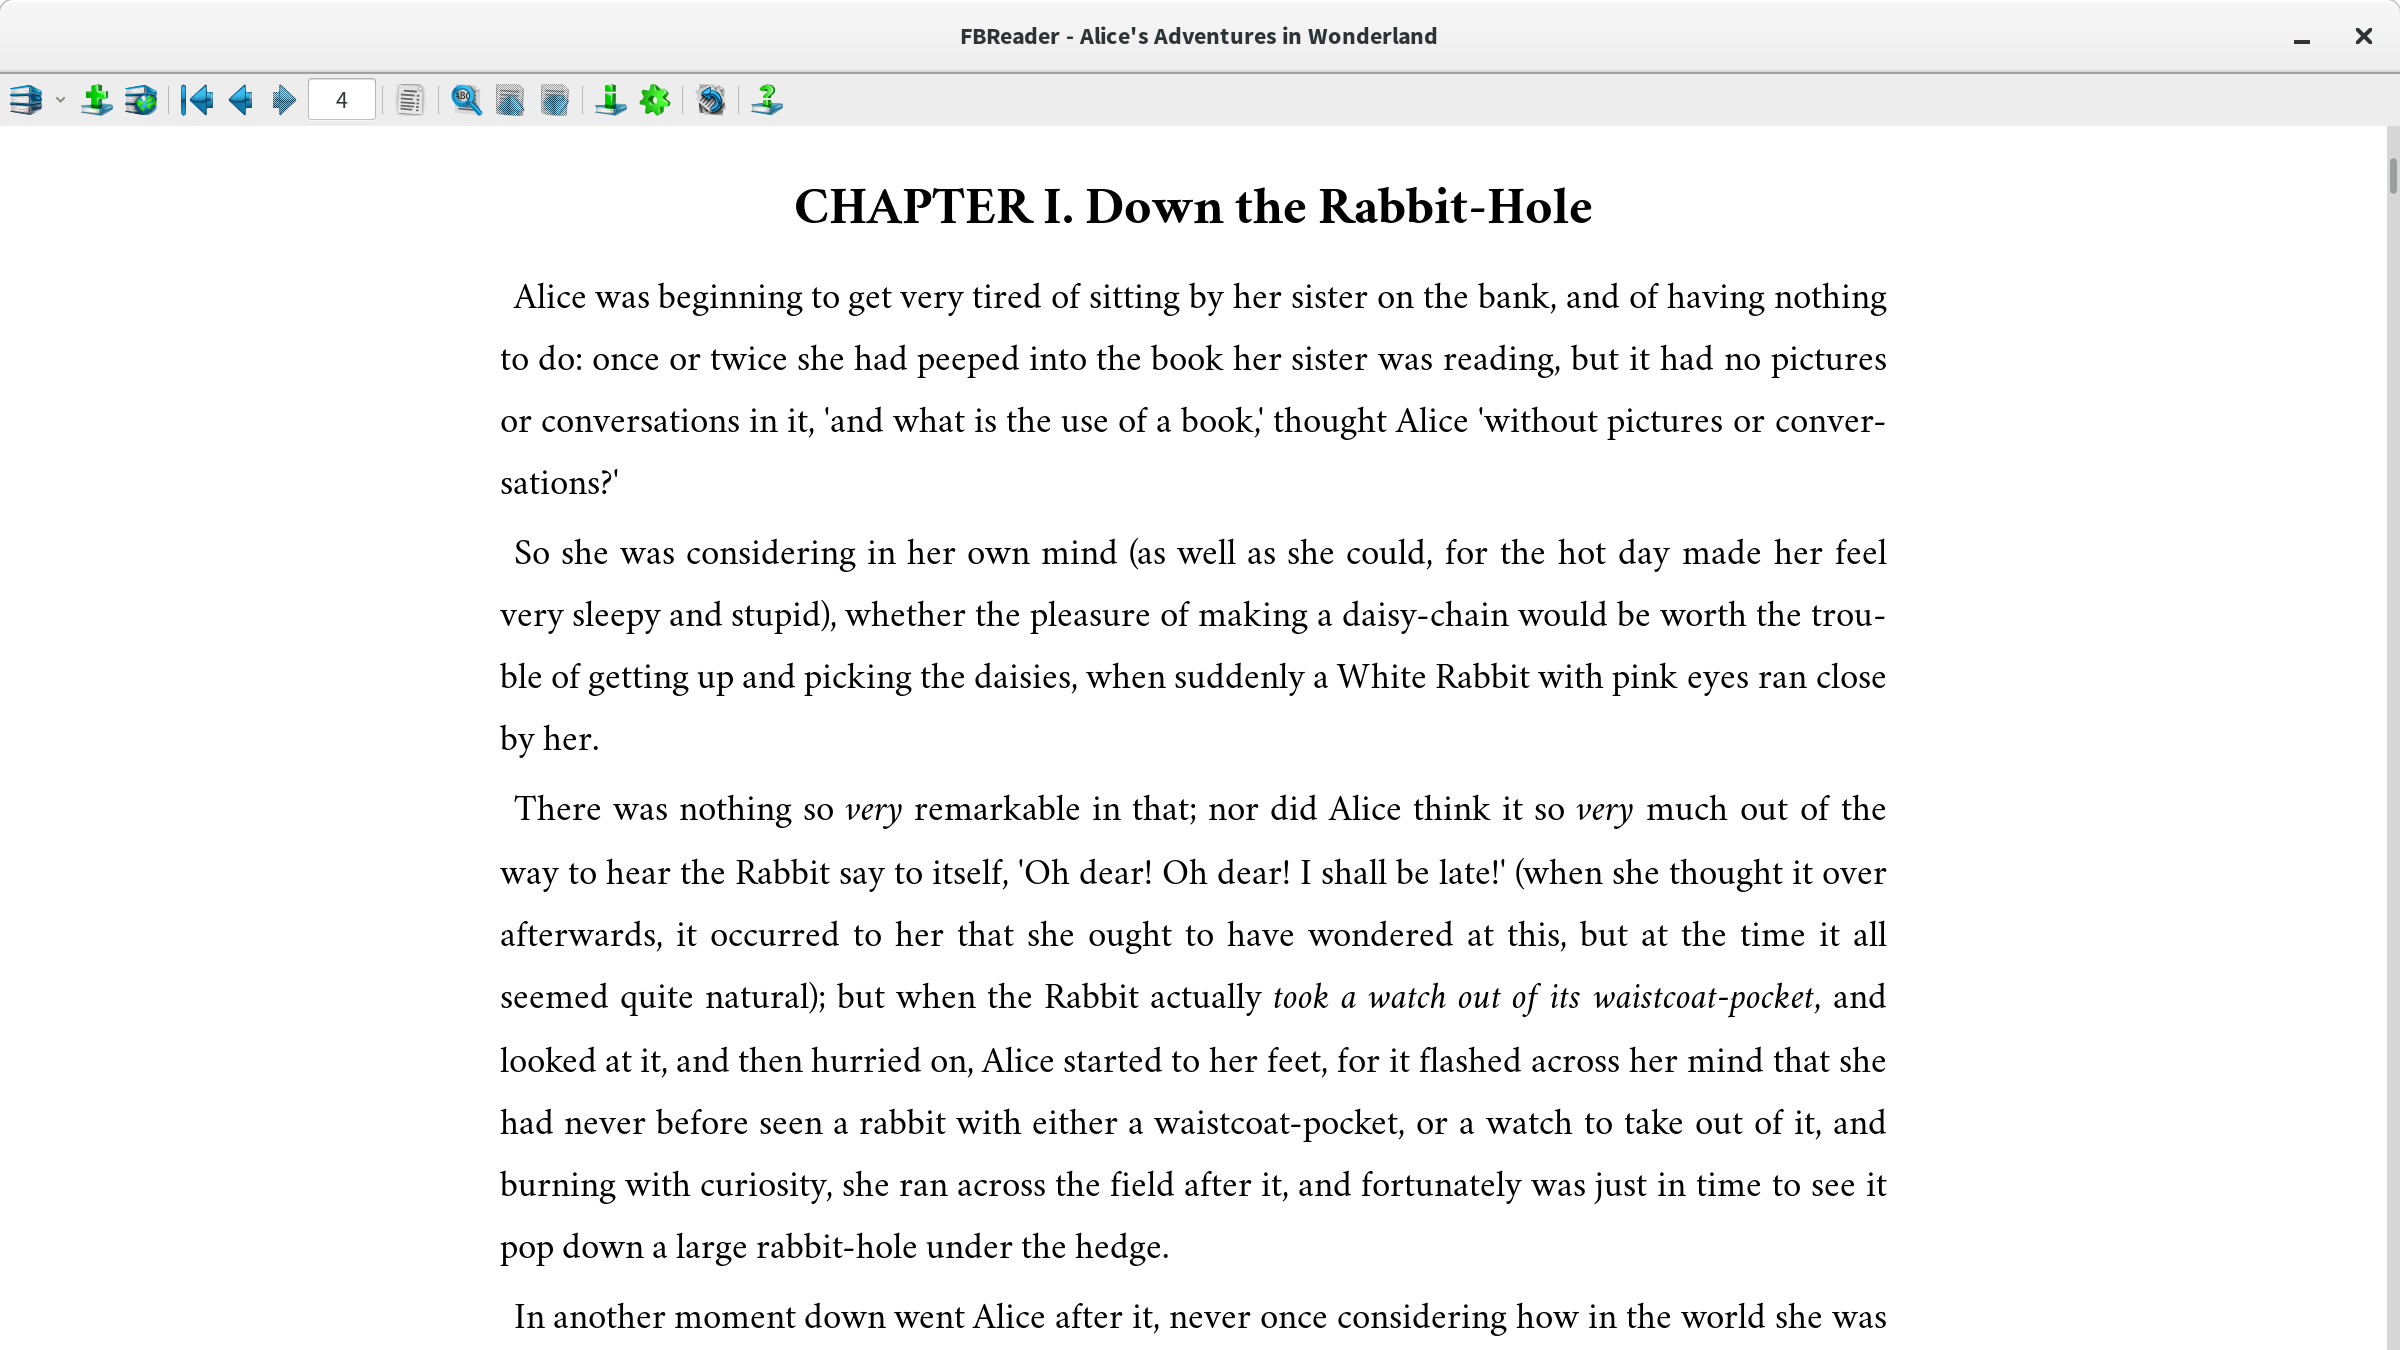 FBReader - Alice's Adventures in Wonderland
4
ABC
CHAPTER I. Down the Rabbit-Hole
Alice was beginning to get very tired of sitting by her sister on the bank, and of having nothing
to do: once or twice she had peeped into the book her sister was reading, but it had no pictures
or conversations in it, 'and what is the use of a book,' thought Alice 'without pictures or conver-
sations?'
So she was considering in her own mind (as well as she could, for the hot day made her feel
very sleepy and stupid), whether the pleasure of making a daisy-chain would be worth the trou-
ble of getting up and picking the daisies, when suddenly a White Rabbit with pink eyes ran close
by her.
There was nothing so very remarkable in that; nor did Alice think it so very much out of the
way to hear the Rabbit say to itself, 'Oh dear! Oh dear! I shall be late!' (when she thought it over
afterwards, it occurred to her that she ought to have wondered at this, but at the time it all
seemed quite natural); but when the Rabbit actually took a watch out of its waistcoat-pocket, and
looked at it, and then hurried on, Alice started to her feet, for it flashed across her mind that she
had never before seen a rabbit with either a waistcoat-pocket, or a watch to take out of it, and
burning with curiosity, she ran across the field after it, and fortunately was just in time to see it
pop down a large rabbit-hole under the hedge.
In another moment down went Alice after it, never once considering how in the world she was